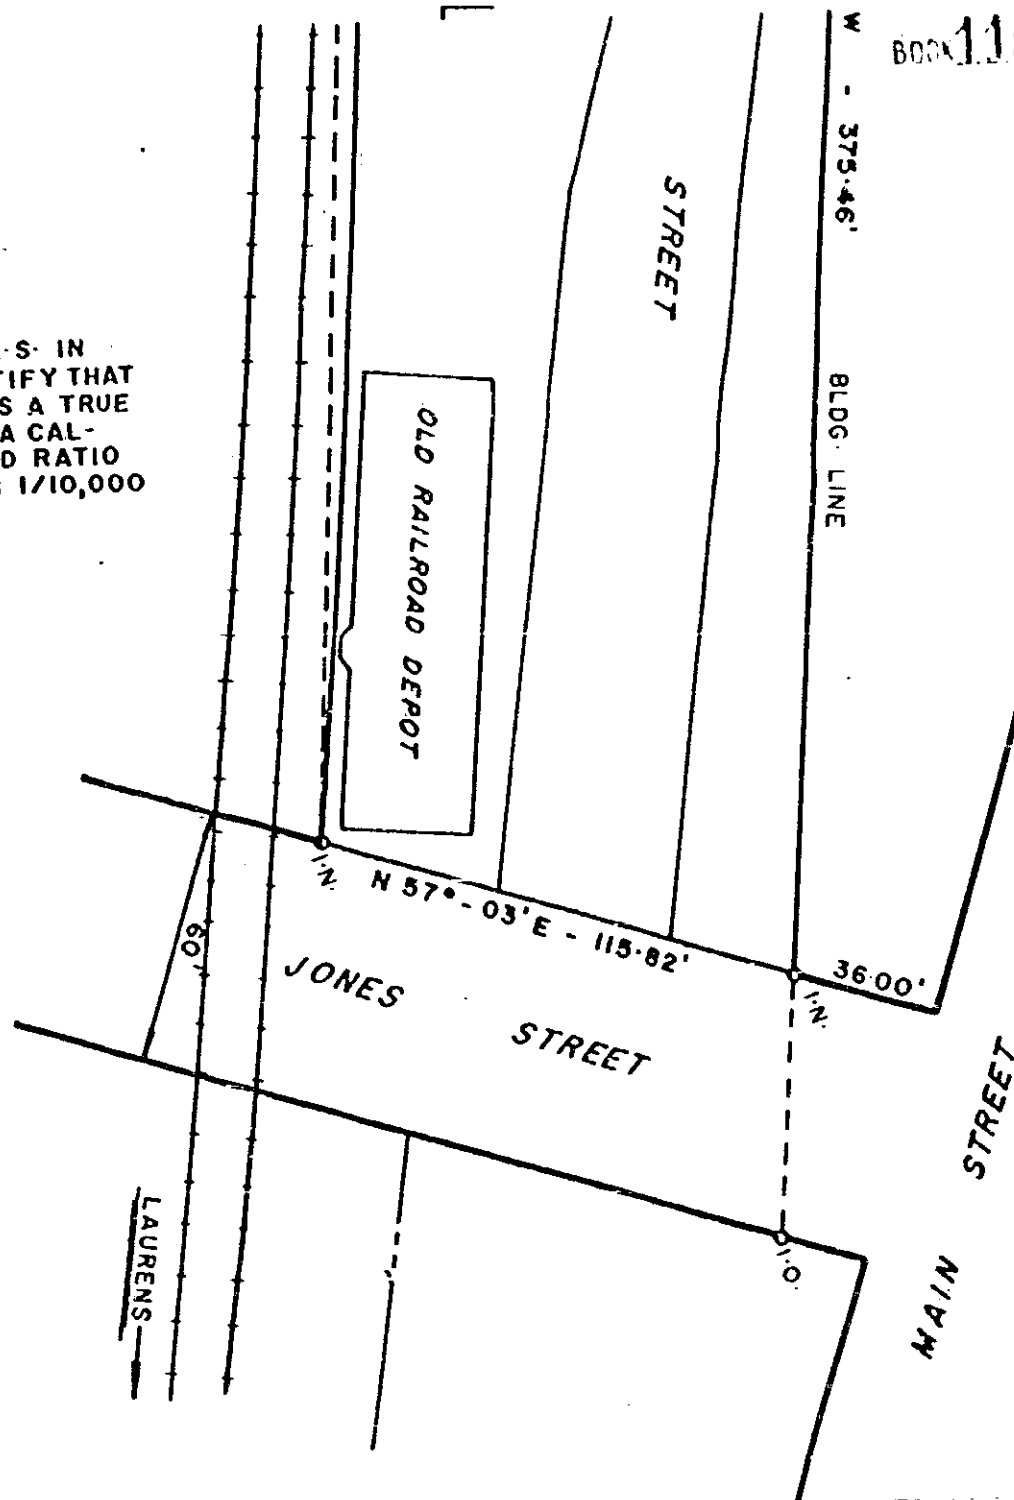 BOOK 11
W - 375.46'
STREET
BLDG. LINE
.S. IN
TIFY THAT
S A TRUE
A CAL-
D RATIO
1/10,000
OLD RAILROAD DEPOT
I.N.
N 57° - 03' E - 115.82'
36.00'
I.N.
60'
JONES STREET
STREET
MAIN
I.O.
LAURENS